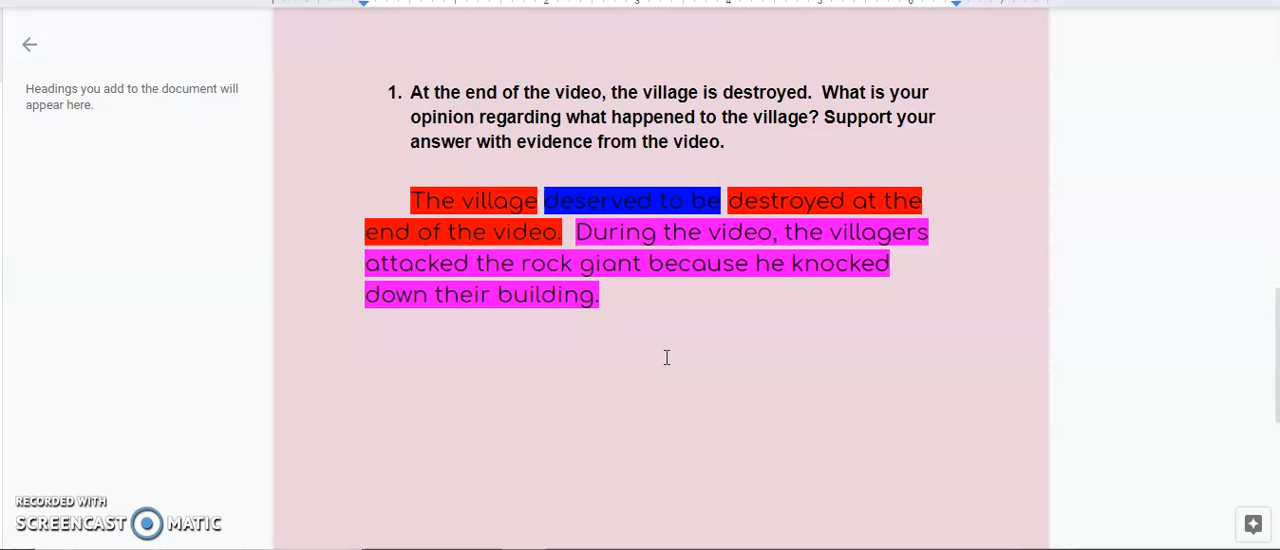 Headings you add to the document will
appear here.
1. At the end of the video, the village is destroyed.  What is your
opinion regarding what happened to the village? Support your
answer with evidence from the video.
The village deserved to be destroyed at the
end of the video.  During the video, the villagers
attacked the rock giant because he knocked
down their building.
RECORDED WITH
SCREENCAST MATIC